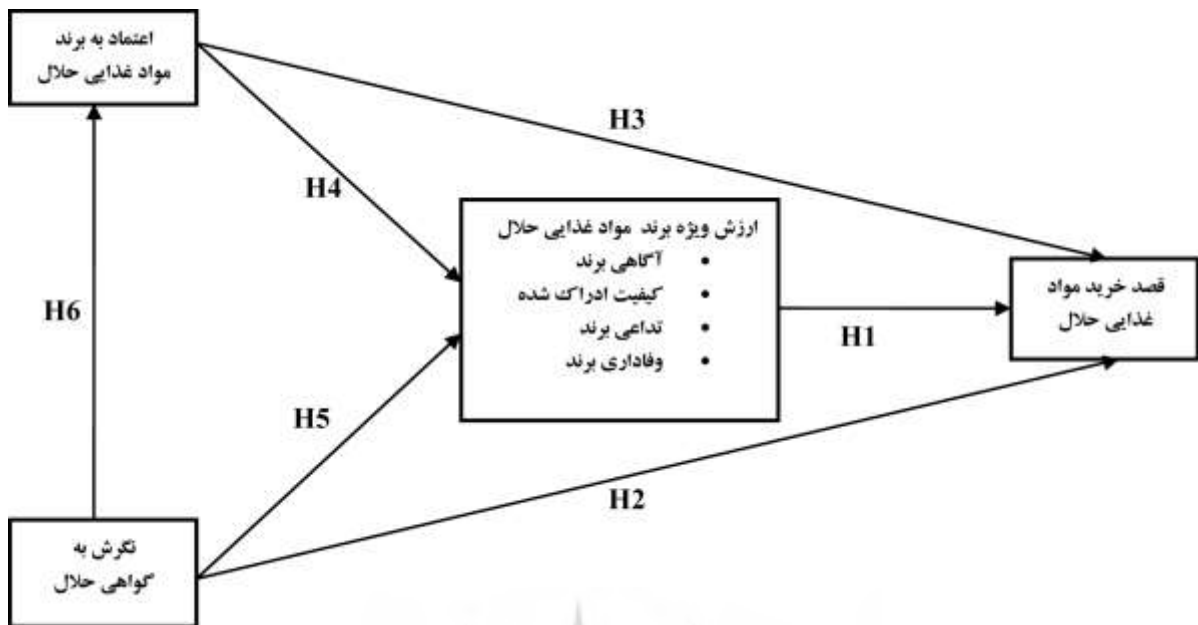 اعتماد به برند
مواد غذایی حلال
H3
H4
ارزش ویژه برند مواد غذایی حلال
• آگاهی برند
• کیفیت ادراک شده
• تداعی برند
• وفاداری برند
قصد خرید مواد
غذایی حلال
H6
H1
H5
H2
نگرش به
گواهی حلال